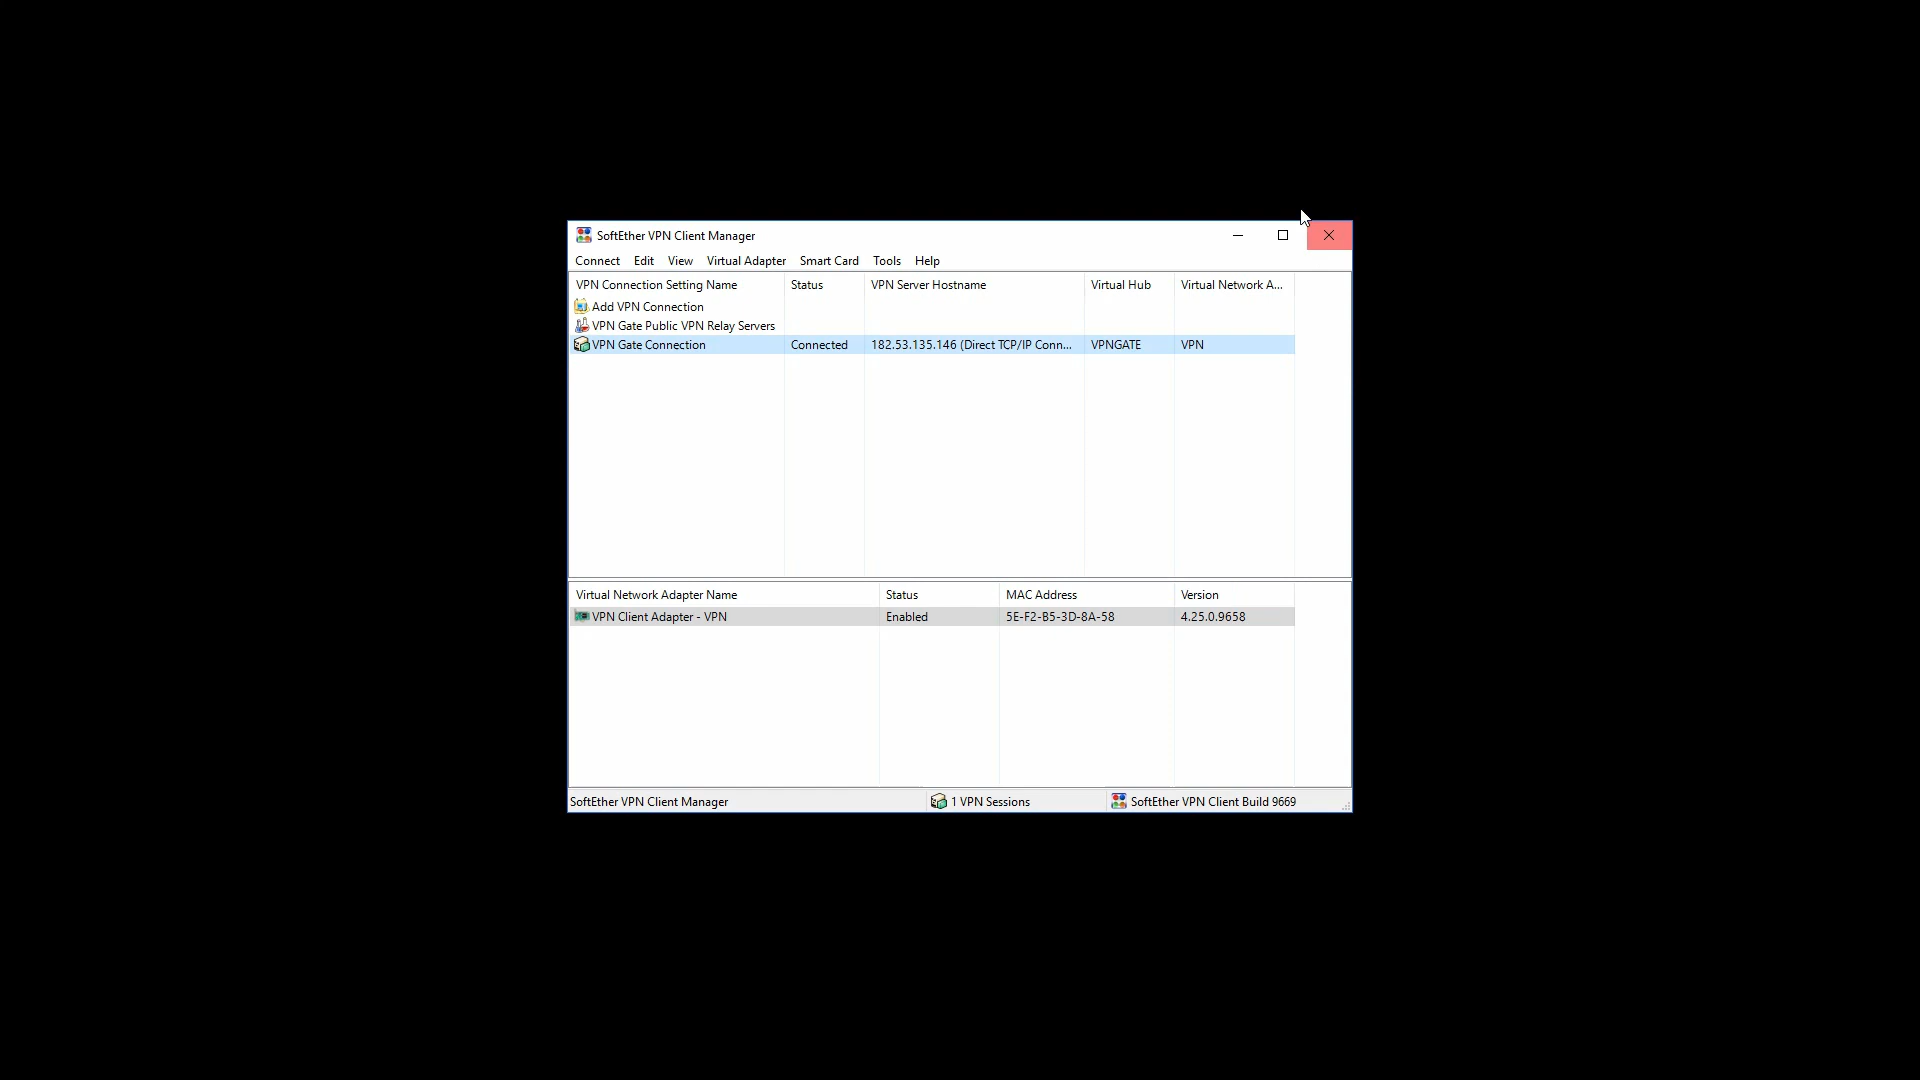 SoftEther VPN Client Manager
Connect Edit View Virtual Adapter Smart Card Tools Help
VPN Connection Setting Name Status VPN Server Hostname Virtual Hub Virtual Network A...
Add VPN Connection
VPN Gate Public VPN Relay Servers
VPN Gate Connection Connected 182.53.135.146 (Direct TCP/IP Conn... VPNGATE VPN
Virtual Network Adapter Name Status MAC Address Version
VPN Client Adapter - VPN Enabled 5E-F2-B5-3D-8A-58 4.25.0.9658
SoftEther VPN Client Manager 1 VPN Sessions SoftEther VPN Client Build 9669